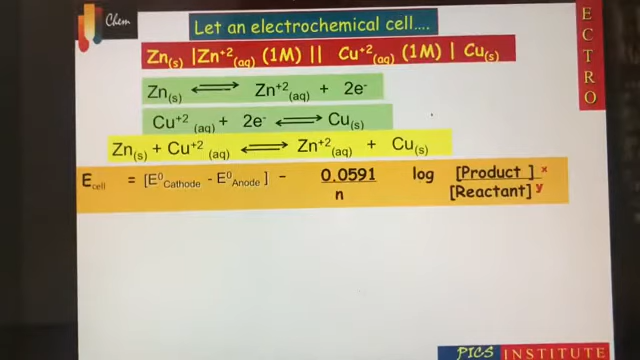 Chem
Let an electrochemical cell....
ECTRO
Zn(s) |Zn⁺²(aq) (1M) || Cu⁺²(aq) (1M) | Cu(s)
Zn(s) ⇌ Zn⁺²(aq) + 2e⁻
Cu⁺²(aq) + 2e⁻ ⇌ Cu(s)
Zn(s) + Cu⁺²(aq) ⇌ Zn⁺²(aq) + Cu(s)
Ecell = [E⁰Cathode - E⁰Anode ] – 0.0591 log [Product ]ˣ
n [Reactant]ʸ
PICS INSTITUTE